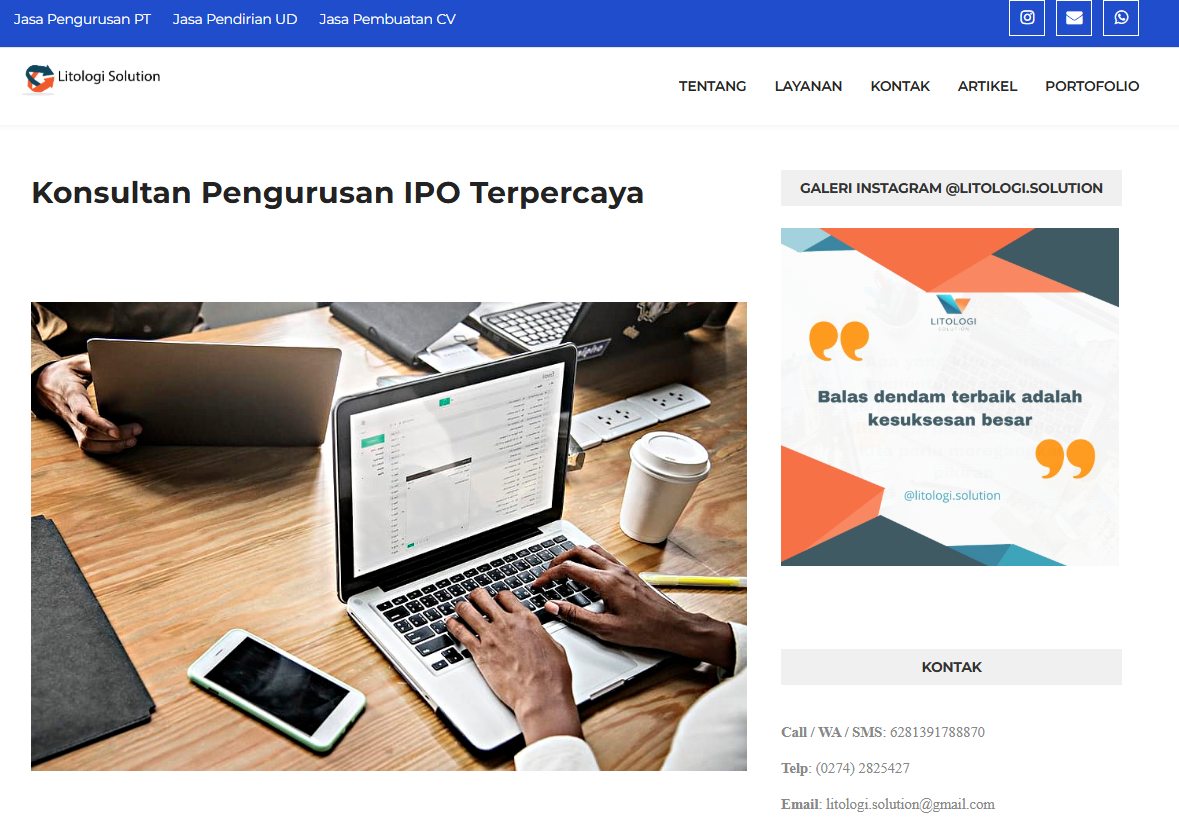 Jasa Pengurusan PT Jasa Pendirian UD Jasa Pembuatan CV
Litologi Solution
TENTANG LAYANAN KONTAK ARTIKEL PORTOFOLIO
Konsultan Pengurusan IPO Terpercaya
GALERI INSTAGRAM @LITOLOGI.SOLUTION
LITOLOGI
SOLUTION
Balas dendam terbaik adalah
kesuksesan besar
@litologi.solution
KONTAK
Call / WA / SMS: 6281391788870
Telp: (0274) 2825427
Email: litologi.solution@gmail.com